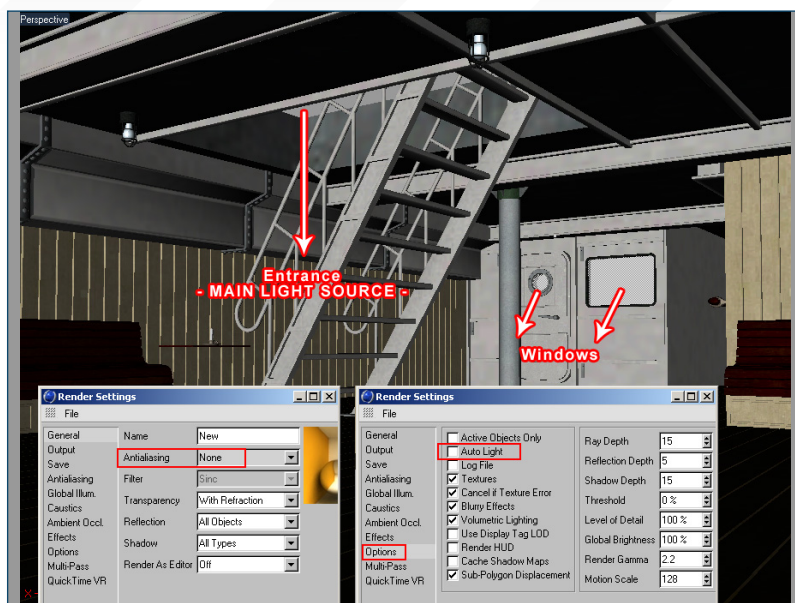 Perspective
Entrance
- MAIN LIGHT SOURCE -
Windows
Render Settings
File
General
Output
Save
Antialiasing
Global Illum.
Caustics
Ambient Occl.
Effects
Options
Multi-Pass
QuickTime VR
Name New
Antialiasing None
Filter Sinc
Transparency With Refraction
Reflection All Objects
Shadow All Types
Render As Editor Off
Render Settings
File
General
Output
Save
Antialiasing
Global Illum.
Caustics
Ambient Occl.
Effects
Options
Multi-Pass
QuickTime VR
Active Objects Only
Auto Light
Log File
Textures
Cancel if Texture Error
Blurry Effects
Volumetric Lighting
Use Display Tag LOD
Render HUD
Cache Shadow Maps
Sub-Polygon Displacement
Ray Depth 15
Reflection Depth 5
Shadow Depth 15
Threshold 0 %
Level of Detail 100 %
Global Brightness 100 %
Render Gamma 2.2
Motion Scale 128
X